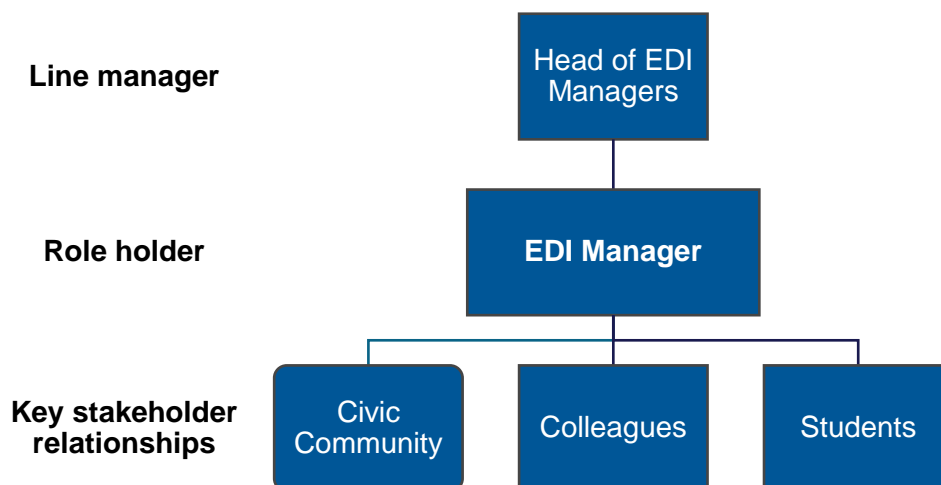 Line manager
Head of EDI
Managers
Role holder
EDI Manager
Key stakeholder
relationships
Civic
Community
Colleagues
Students